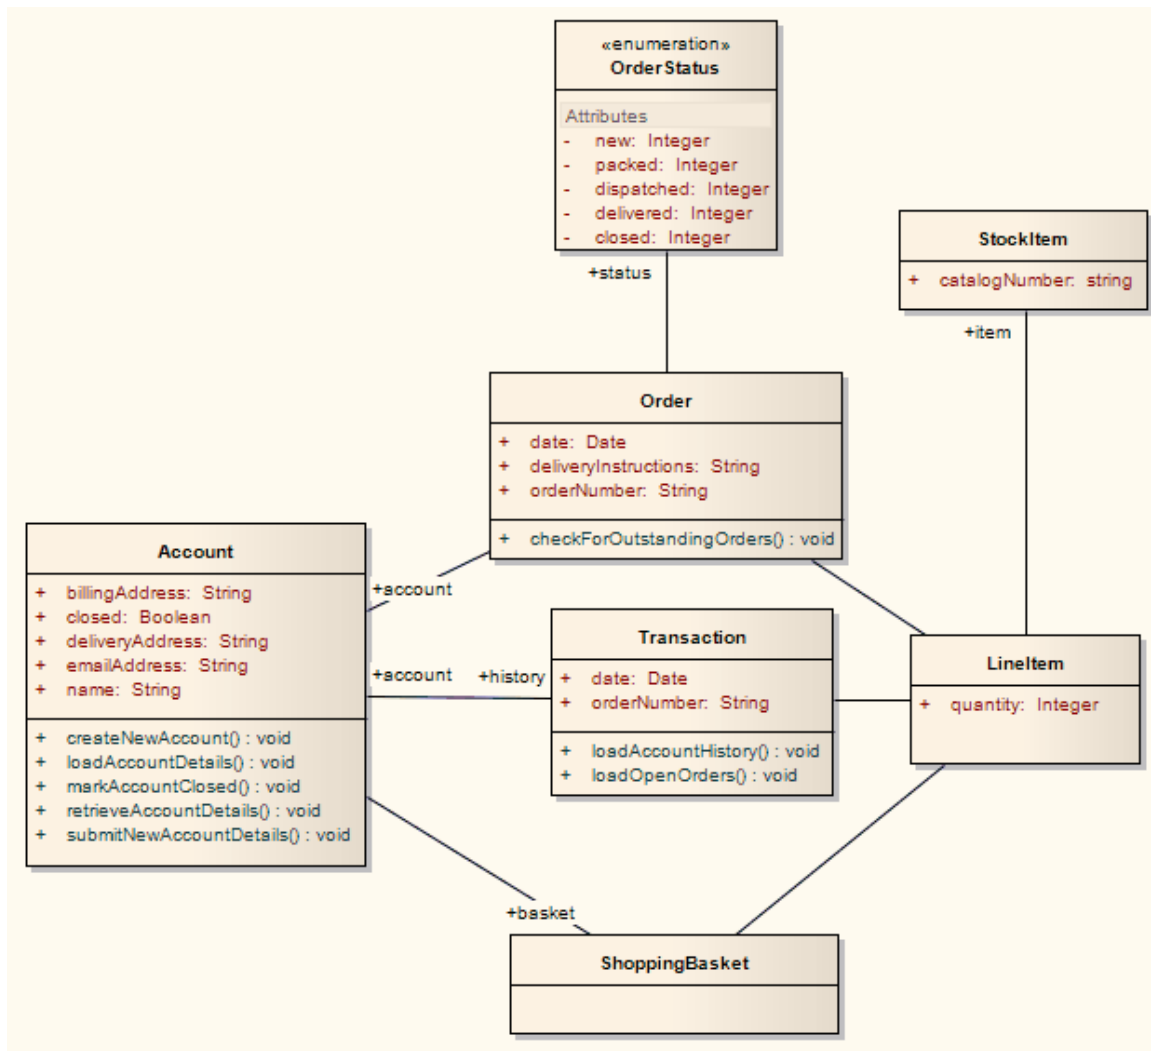 «enumeration»
OrderStatus
Attributes
- new: Integer
- packed: Integer
- dispatched: Integer
- delivered: Integer
- closed: Integer
+status
StockItem
+ catalogNumber: string
+item
Order
+ date: Date
+ deliveryInstructions: String
+ orderNumber: String
+ checkForOutstandingOrders() : void
Account
+ billingAddress: String
+ closed: Boolean
+ deliveryAddress: String
+ emailAddress: String
+ name: String
+ createNewAccount() : void
+ loadAccountDetails() : void
+ markAccountClosed() : void
+ retrieveAccountDetails() : void
+ submitNewAccountDetails() : void
+account
+account
+history
Transaction
+ date: Date
+ orderNumber: String
+ loadAccountHistory() : void
+ loadOpenOrders() : void
LineItem
+ quantity: Integer
+basket
ShoppingBasket